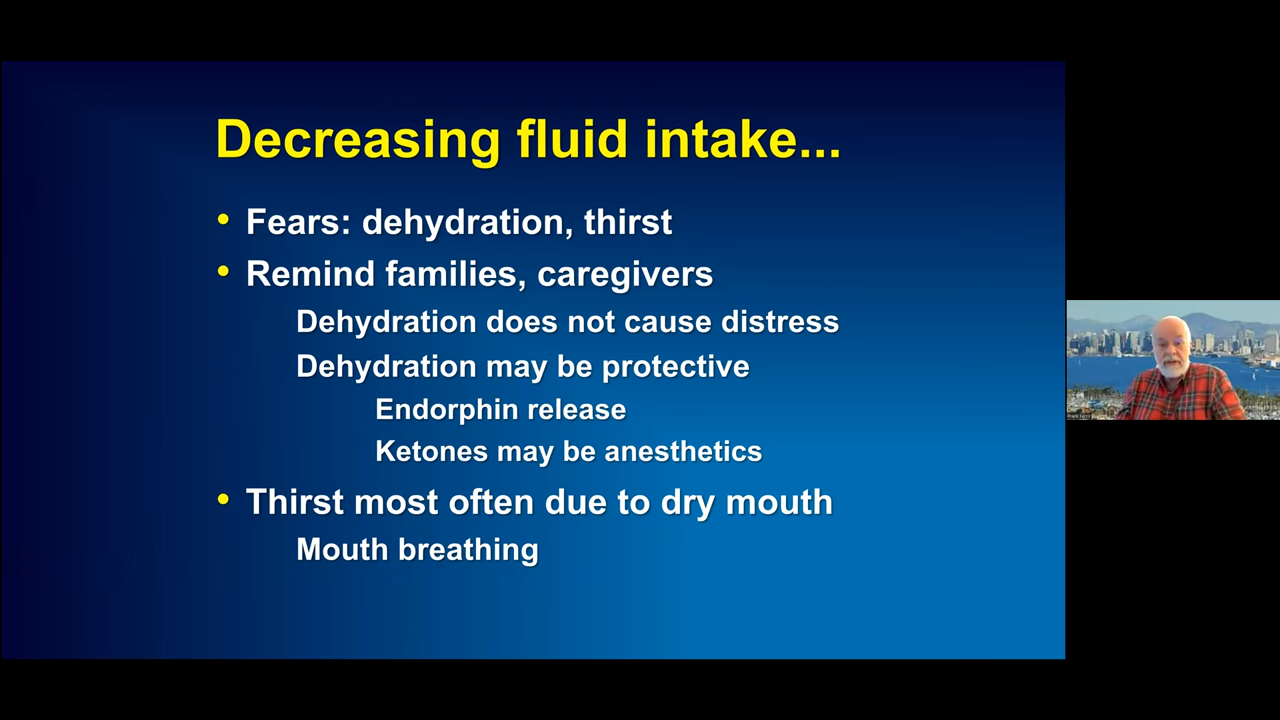 Decreasing fluid intake...
• Fears: dehydration, thirst
• Remind families, caregivers
Dehydration does not cause distress
Dehydration may be protective
Endorphin release
Ketones may be anesthetics
• Thirst most often due to dry mouth
Mouth breathing